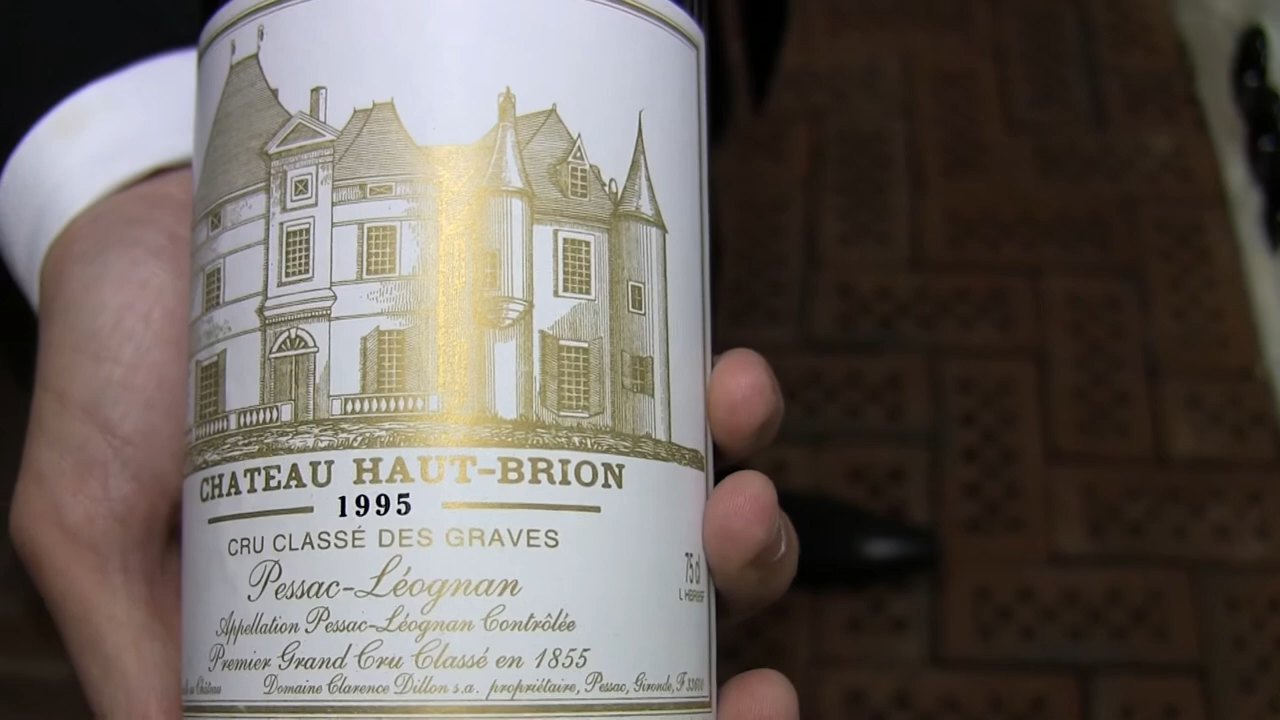 CHATEAU HAUT-BRION
1995
CRU CLASSÉ DES GRAVES
Pessac-Léognan
75 cl
Appellation Pessac-Léognan Contrôlée
Premier Grand Cru Classé en 1855
Château
Domaine Clarence Dillon s.a. propriétaire, Pessac, Gironde, F